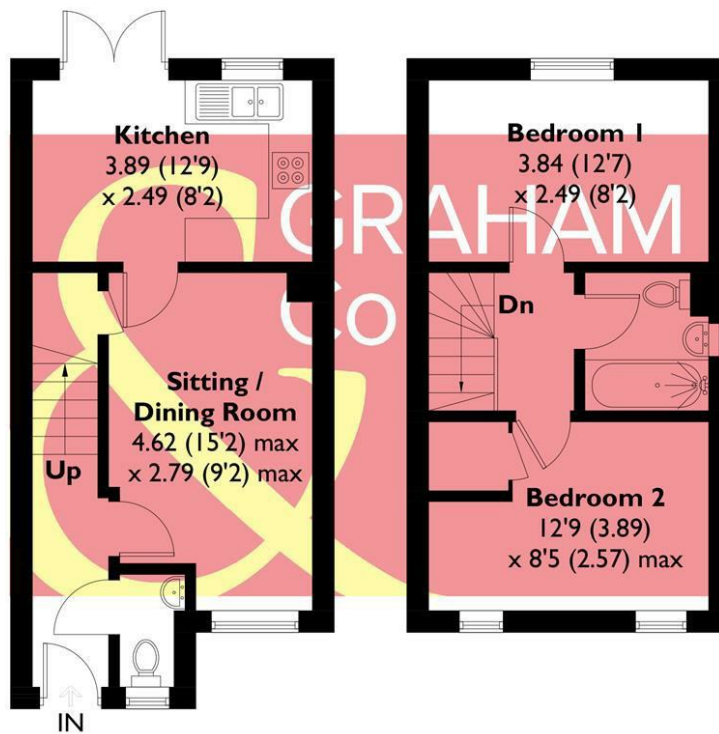 Kitchen
3.89 (12'9)
x 2.49 (8'2)
Bedroom 1
3.84 (12'7)
x 2.49 (8'2)
& GRAHAM
Co
Dn
Sitting /
Dining Room
4.62 (15'2) max
x 2.79 (9'2) max
Up
Bedroom 2
12'9 (3.89)
x 8'5 (2.57) max
IN